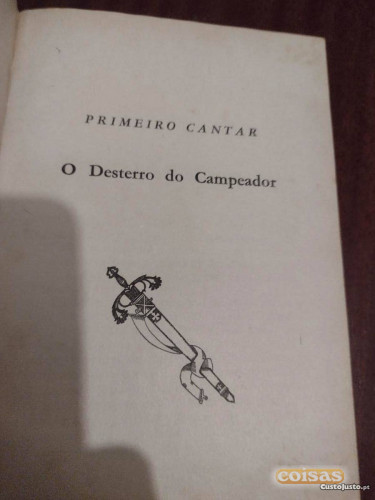 PRIMEIRO CANTAR
O Desterro do Campeador
coisas
CustoJusto.pt